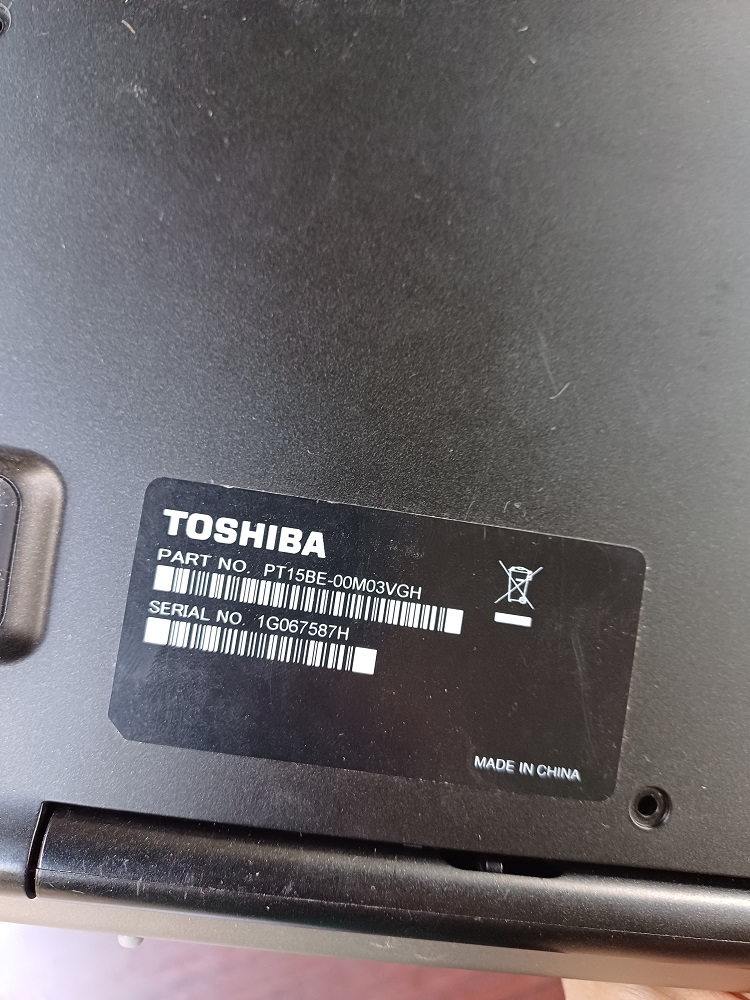 TOSHIBA
PART NO. PT15BE-00M03VGH
SERIAL NO. 1G067587H
MADE IN CHINA